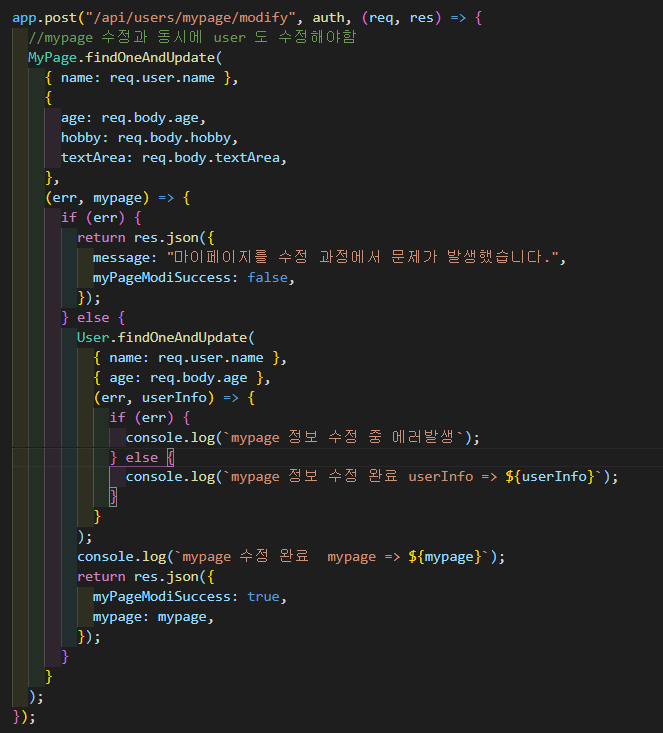 app.post("/api/users/mypage/modify", auth, (req, res) => {
  //mypage 수정과 동시에 user 도 수정해야함
  MyPage.findOneAndUpdate(
    { name: req.user.name },
    {
      age: req.body.age,
      hobby: req.body.hobby,
      textArea: req.body.textArea,
    },
    (err, mypage) => {
      if (err) {
        return res.json({
          message: "마이페이지를 수정 과정에서 문제가 발생했습니다.",
          myPageModiSuccess: false,
        });
      } else {
        User.findOneAndUpdate(
          { name: req.user.name },
          { age: req.body.age },
          (err, userInfo) => {
            if (err) {
              console.log(`mypage 정보 수정 중 에러발생`);
            } else {
              console.log(`mypage 정보 수정 완료 userInfo => ${userInfo}`);
            }
          }
        );
        console.log(`mypage 수정 완료  mypage => ${mypage}`);
        return res.json({
          myPageModiSuccess: true,
          mypage: mypage,
        });
      }
    }
  );
});